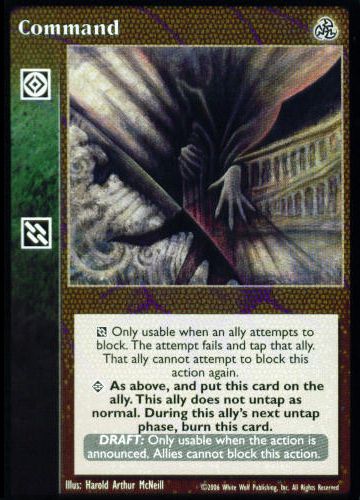 Command
Only usable when an ally attempts to
block. The attempt fails and tap that ally.
That ally cannot attempt to block this
action again.
As above, and put this card on the
ally. This ally does not untap as
normal. During this ally's next untap
phase, burn this card.
DRAFT: Only usable when the action is
announced. Allies cannot block this action.
Illus: Harold Arthur McNeill
©2006 White Wolf Publishing, Inc. All Rights Reserved.